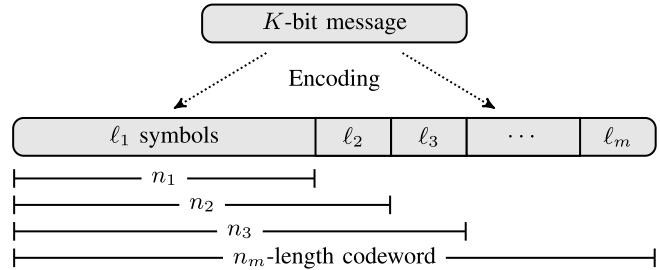 K-bit message
Encoding
ℓ₁ symbols ℓ₂ ℓ₃ ⋯ ℓₘ
n₁
n₂
n₃
nₘ-length codeword